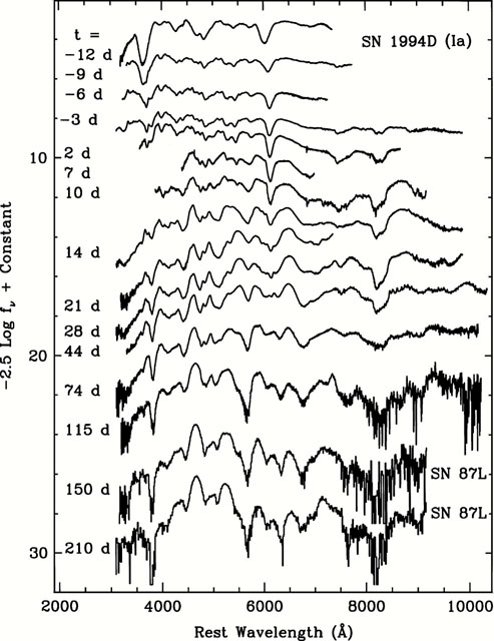 SN 1994D (Ia)
t =
−12 d
−9 d
−6 d
−3 d
2 d
7 d
10 d
14 d
21 d
28 d
44 d
74 d
115 d
150 d
210 d
SN 87L
SN 87L
10
20
30
−2.5 Log fν + Constant
2000 4000 6000 8000 10000
Rest Wavelength (Å)